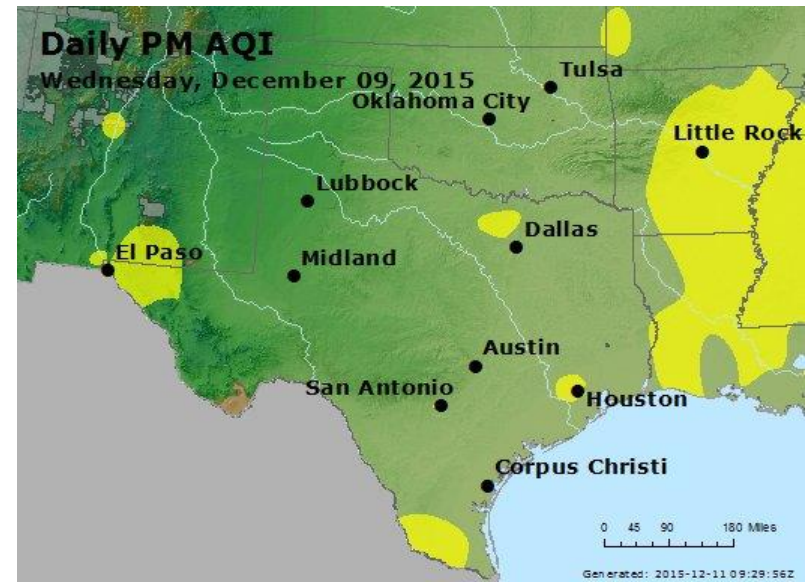 Daily PM AQI
Wednesday, December 09, 2015
Tulsa
Oklahoma City
Little Rock
Lubbock
Dallas
El Paso
Midland
Austin
San Antonio
Houston
Corpus Christi
0 45 90 180 Miles
Generated: 2015-12-11 09:29:56Z